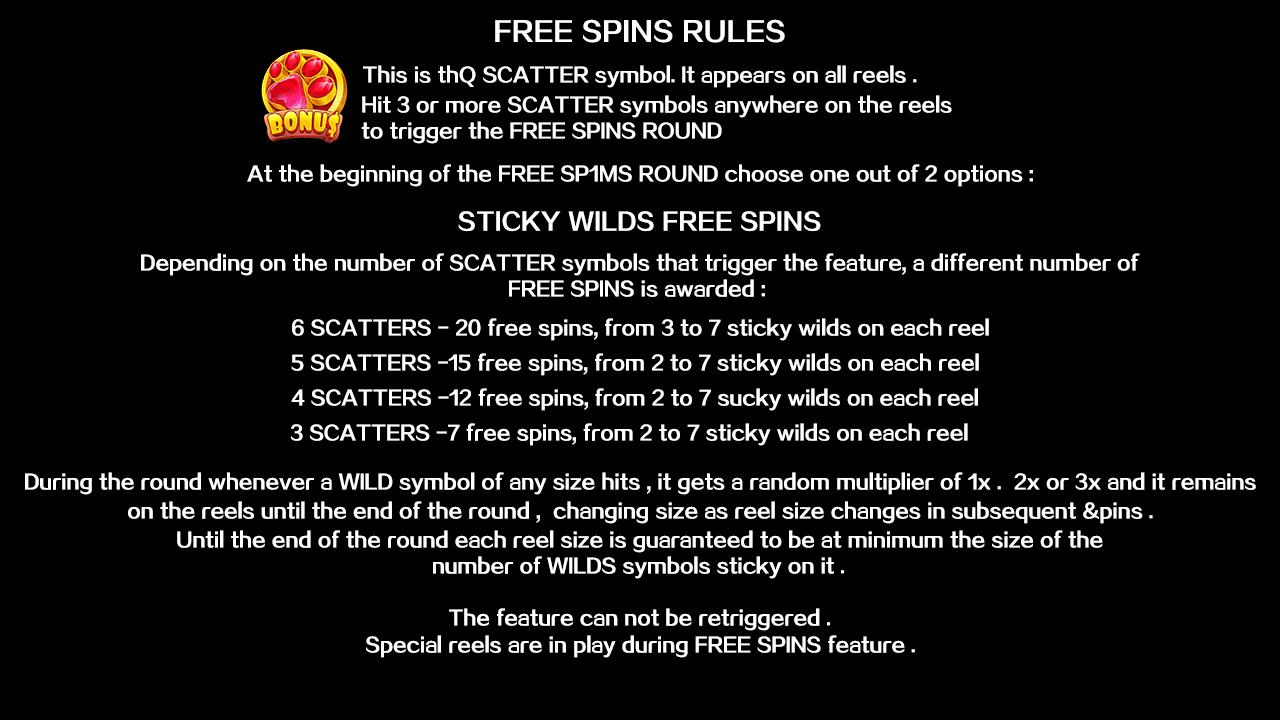 FREE SPINS RULES
This is thQ SCATTER symbol. It appears on all reels .
Hit 3 or more SCATTER symbols anywhere on the reels
to trigger the FREE SPINS ROUND
BONU$
At the beginning of the FREE SP1MS ROUND choose one out of 2 options :
STICKY WILDS FREE SPINS
Depending on the number of SCATTER symbols that trigger the feature, a different number of
FREE SPINS is awarded :
6 SCATTERS - 20 free spins, from 3 to 7 sticky wilds on each reel
5 SCATTERS -15 free spins, from 2 to 7 sticky wilds on each reel
4 SCATTERS -12 free spins, from 2 to 7 sucky wilds on each reel
3 SCATTERS -7 free spins, from 2 to 7 sticky wilds on each reel
During the round whenever a WILD symbol of any size hits , it gets a random multiplier of 1x .  2x or 3x and it remains
on the reels until the end of the round ,  changing size as reel size changes in subsequent &pins .
Until the end of the round each reel size is guaranteed to be at minimum the size of the
number of WILDS symbols sticky on it .
The feature can not be retriggered .
Special reels are in play during FREE SPINS feature .